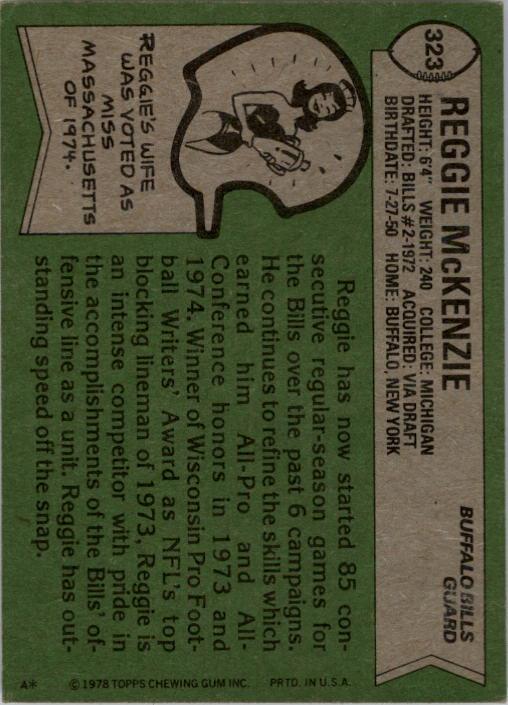 323
REGGIE McKENZIE
BUFFALO BILLS
GUARD
HEIGHT: 6'4" WEIGHT: 240 COLLEGE: MICHIGAN
DRAFTED: BILLS #2-1972 ACQUIRED: VIA DRAFT
BIRTHDATE: 7-27-50 HOME: BUFFALO, NEW YORK
REGGIE'S WIFE
WAS VOTED AS
MISS
MASSACHUSETTS
OF 1974.
Reggie has now started 85 con-
secutive regular-season games for
the Bills over the past 6 campaigns.
He continues to refine the skills which
earned him All-Pro and All-
Conference honors in 1973 and
1974. Winner of Wisconsin Pro Foot-
ball Writers' Award as NFL's top
blocking lineman of 1973, Reggie is
an intense competitor with pride in
the accomplishments of the Bills' of-
fensive line as a unit. Reggie has out-
standing speed off the snap.
A* © 1978 TOPPS CHEWING GUM INC. PRTD. IN U.S.A.